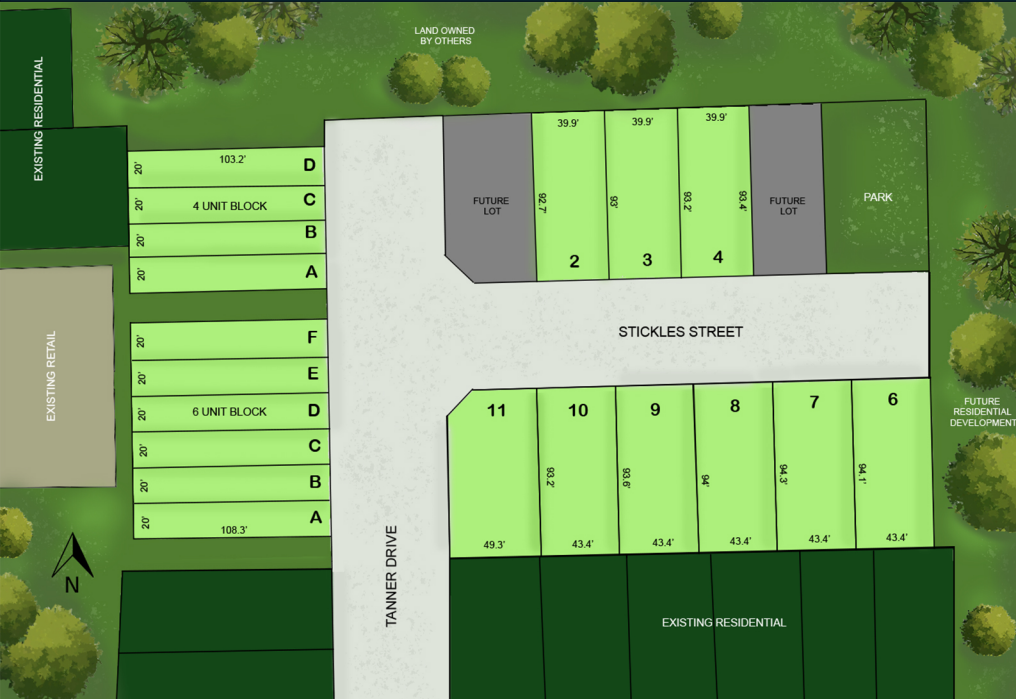 LAND OWNED
BY OTHERS
EXISTING RESIDENTIAL
39.9'
39.9'
39.9'
103.2'
D
20'
FUTURE
LOT
92.7'
93'
93.2'
93.4'
FUTURE
LOT
PARK
20'
4 UNIT BLOCK
C
20'
B
20'
A
2
3
4
STICKLES STREET
20'
F
20'
E
20'
6 UNIT BLOCK
D
20'
C
20'
B
20'
108.3'
A
EXISTING RETAIL
11
10
9
8
7
6
FUTURE
RESIDENTIAL
DEVELOPMENT
93.2'
93.6'
94'
94.3'
94.1'
49.3'
43.4'
43.4'
43.4'
43.4'
43.4'
N
TANNER DRIVE
EXISTING RESIDENTIAL